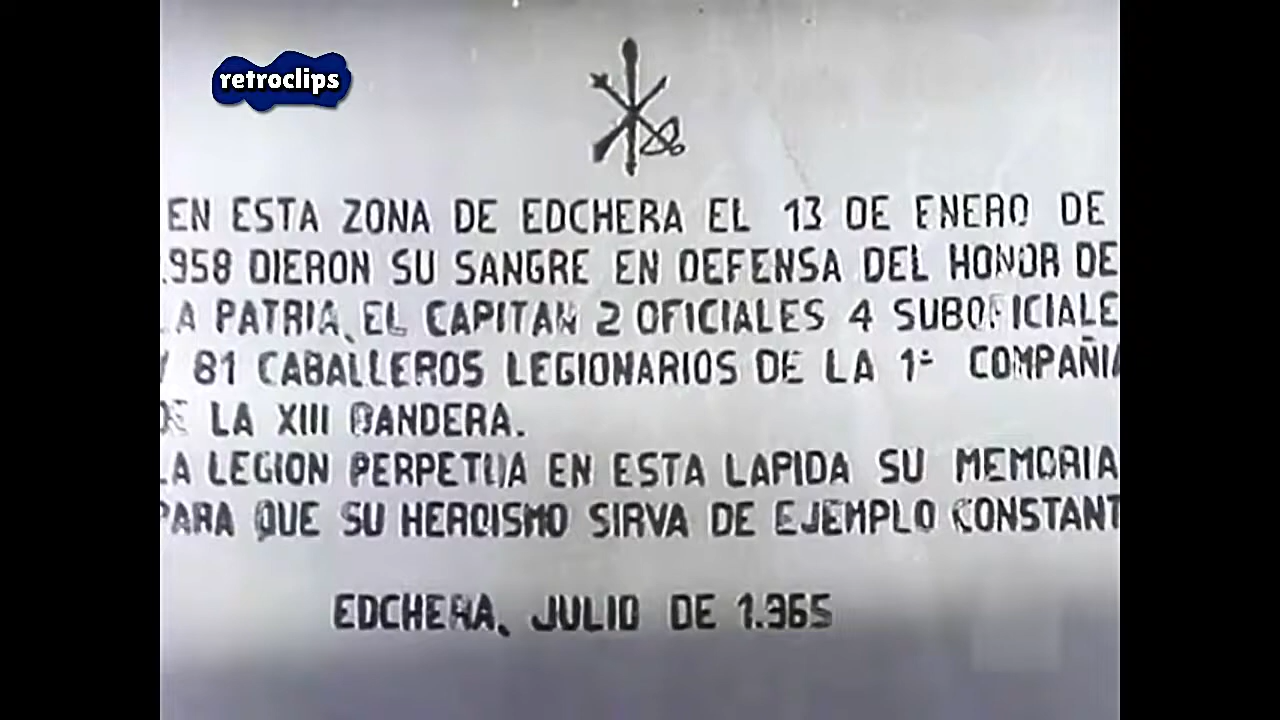 retroclips
EN ESTA ZONA DE EDCHERA EL 13 DE ENERO DE
.958 DIERON SU SANGRE EN DEFENSA DEL HONOR DE
LA PATRIA, EL CAPITAN 2 OFICIALES 4 SUBOFICIALE
Y 81 CABALLEROS LEGIONARIOS DE LA 1ª COMPAÑIA
DE LA XIII BANDERA.
LA LEGION PERPETUA EN ESTA LAPIDA SU MEMORIA
PARA QUE SU HEROISMO SIRVA DE EJEMPLO CONSTANT
EDCHERA, JULIO DE 1.965